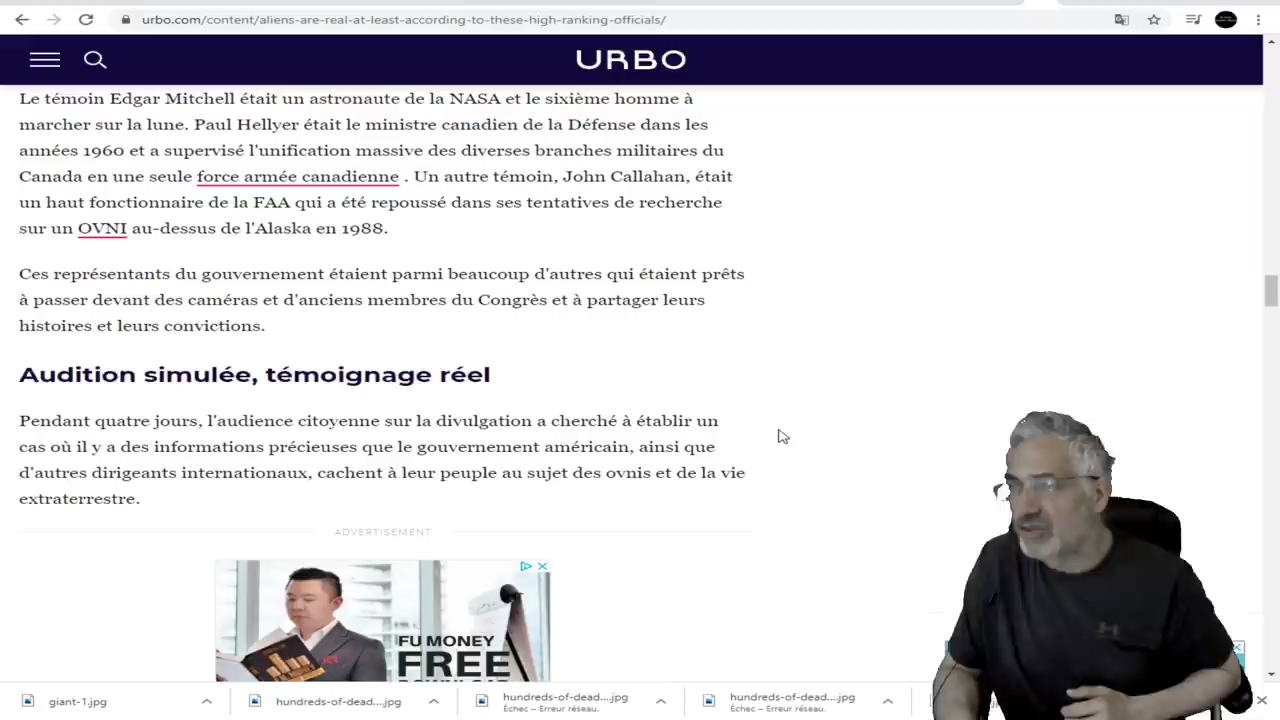 urbo.com/content/aliens-are-real-at-least-according-to-these-high-ranking-officials/
URBO
Le témoin Edgar Mitchell était un astronaute de la NASA et le sixième homme à
marcher sur la lune. Paul Hellyer était le ministre canadien de la Défense dans les
années 1960 et a supervisé l'unification massive des diverses branches militaires du
Canada en une seule force armée canadienne . Un autre témoin, John Callahan, était
un haut fonctionnaire de la FAA qui a été repoussé dans ses tentatives de recherche
sur un OVNI au-dessus de l'Alaska en 1988.
Ces représentants du gouvernement étaient parmi beaucoup d'autres qui étaient prêts
à passer devant des caméras et d'anciens membres du Congrès et à partager leurs
histoires et leurs convictions.
Audition simulée, témoignage réel
Pendant quatre jours, l'audience citoyenne sur la divulgation a cherché à établir un
cas où il y a des informations précieuses que le gouvernement américain, ainsi que
d'autres dirigeants internationaux, cachent à leur peuple au sujet des ovnis et de la vie
extraterrestre.
ADVERTISEMENT
FU MONEY
FREE
giant-1.jpg
hundreds-of-dead....jpg
hundreds-of-dead....jpg
Échec – Erreur réseau.
hundreds-of-dead....jpg
Échec – Erreur réseau.